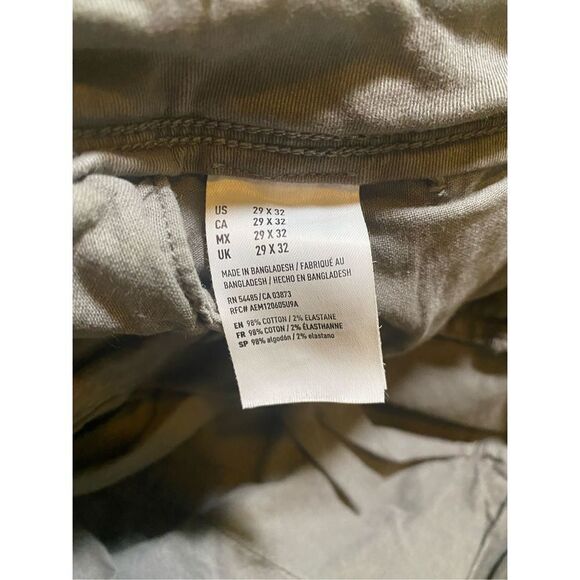 US 29 X 32
CA 29 X 32
MX 29 X 32
UK 29 X 32
MADE IN BANGLADESH / FABRIQUÉ AU
BANGLADESH / HECHO EN BANGLADESH
RN 54485 / CA 03873
RFC# AEM120605U9A
EN 98% COTTON / 2% ELASTANE
FR 98% COTON / 2% ÉLASTHANNE
SP 98% algodón / 2% elastano